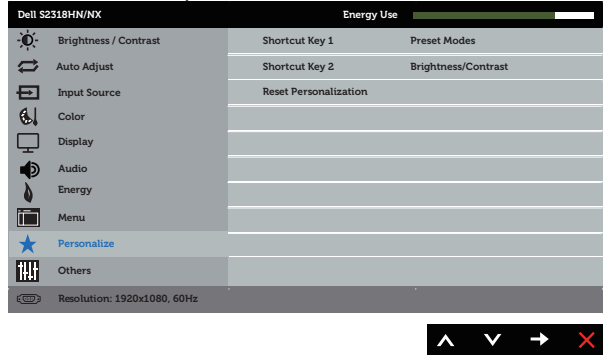 Dell S2318HN/NX Energy Use
Brightness / Contrast Shortcut Key 1 Preset Modes
Auto Adjust Shortcut Key 2 Brightness/Contrast
Input Source Reset Personalization
Color
Display
Audio
Energy
Menu
Personalize
Others
Resolution: 1920x1080, 60Hz